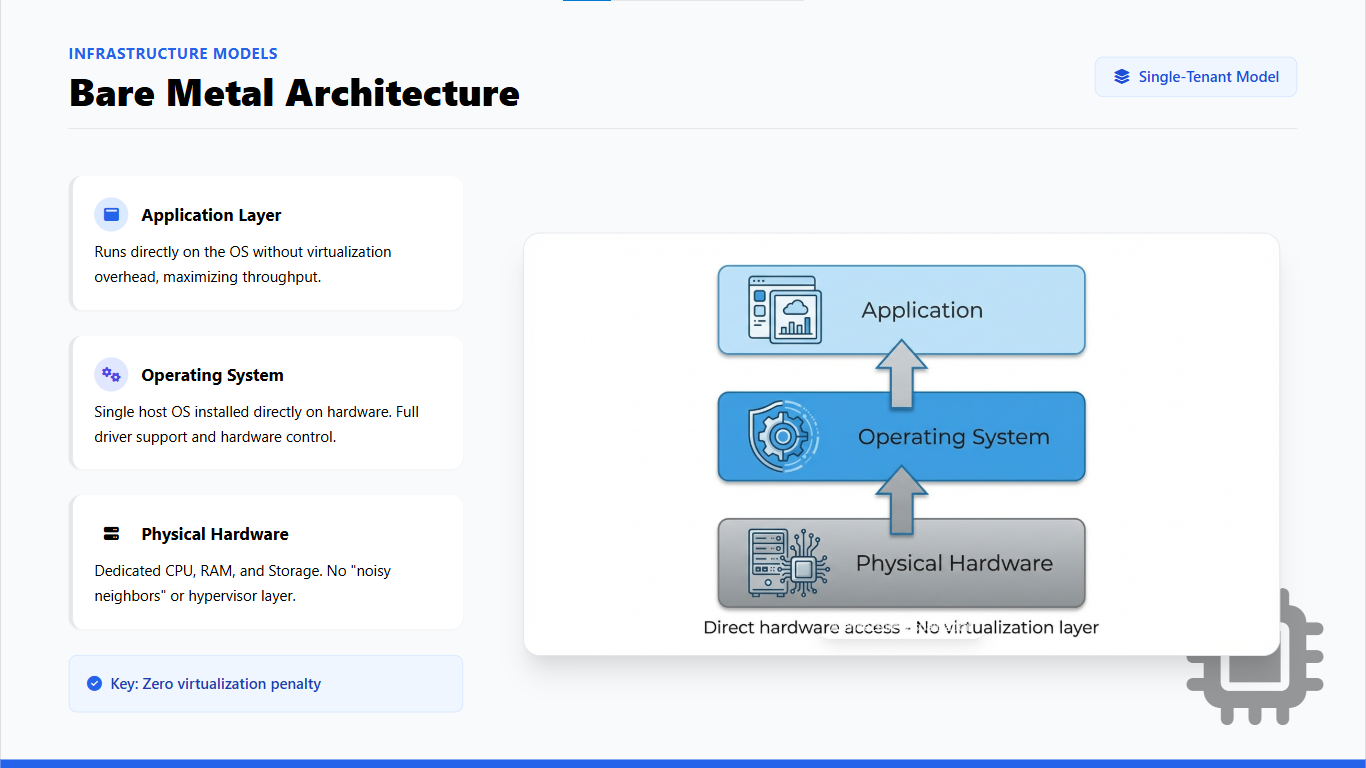 INFRASTRUCTURE MODELS
Bare Metal Architecture
Single-Tenant Model
Application Layer
Runs directly on the OS without virtualization
overhead, maximizing throughput.
Operating System
Single host OS installed directly on hardware. Full
driver support and hardware control.
Physical Hardware
Dedicated CPU, RAM, and Storage. No "noisy
neighbors" or hypervisor layer.
Key: Zero virtualization penalty
Application
Operating System
Physical Hardware
Direct hardware access - No virtualization layer